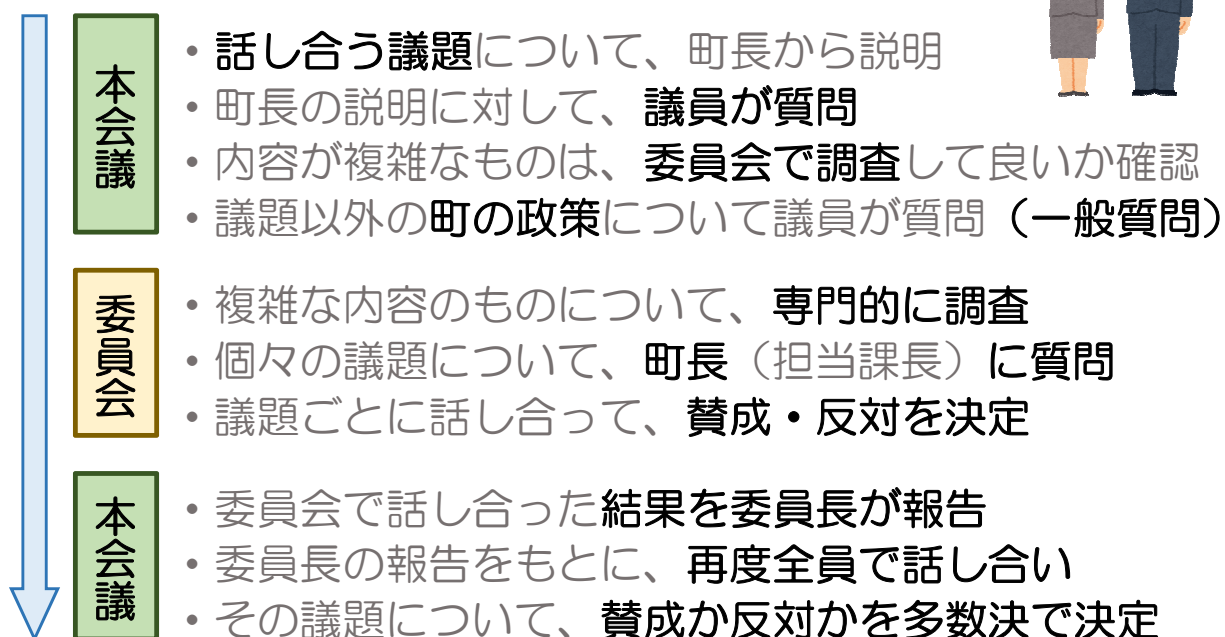 本会議
・話し合う議題について、町長から説明
・町長の説明に対して、議員が質問
・内容が複雑なものは、委員会で調査して良いか確認
・議題以外の町の政策について議員が質問（一般質問）
委員会
・複雑な内容のものについて、専門的に調査
・個々の議題について、町長（担当課長）に質問
・議題ごとに話し合って、賛成・反対を決定
本会議
・委員会で話し合った結果を委員長が報告
・委員長の報告をもとに、再度全員で話し合い
・その議題について、賛成か反対かを多数決で決定